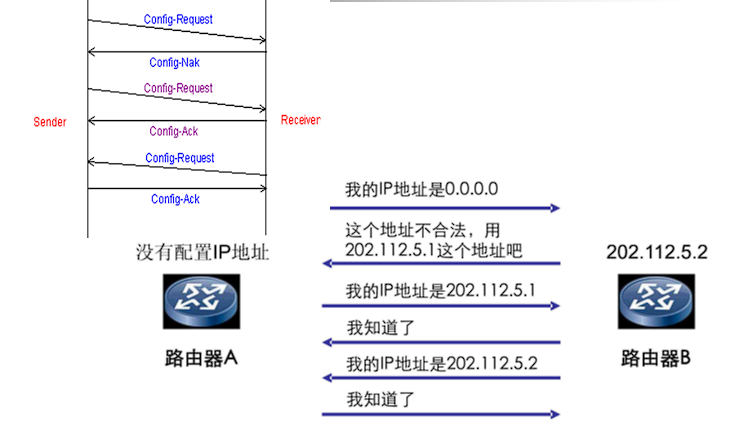 Config-Request
Config-Nak
Config-Request
Sender
Receiver
Config-Ack
Config-Request
Config-Ack
我的IP地址是0.0.0.0
这个地址不合法，用
202.112.5.1这个地址吧
没有配置IP地址
202.112.5.2
我的IP地址是202.112.5.1
我知道了
路由器A
路由器B
我的IP地址是202.112.5.2
我知道了